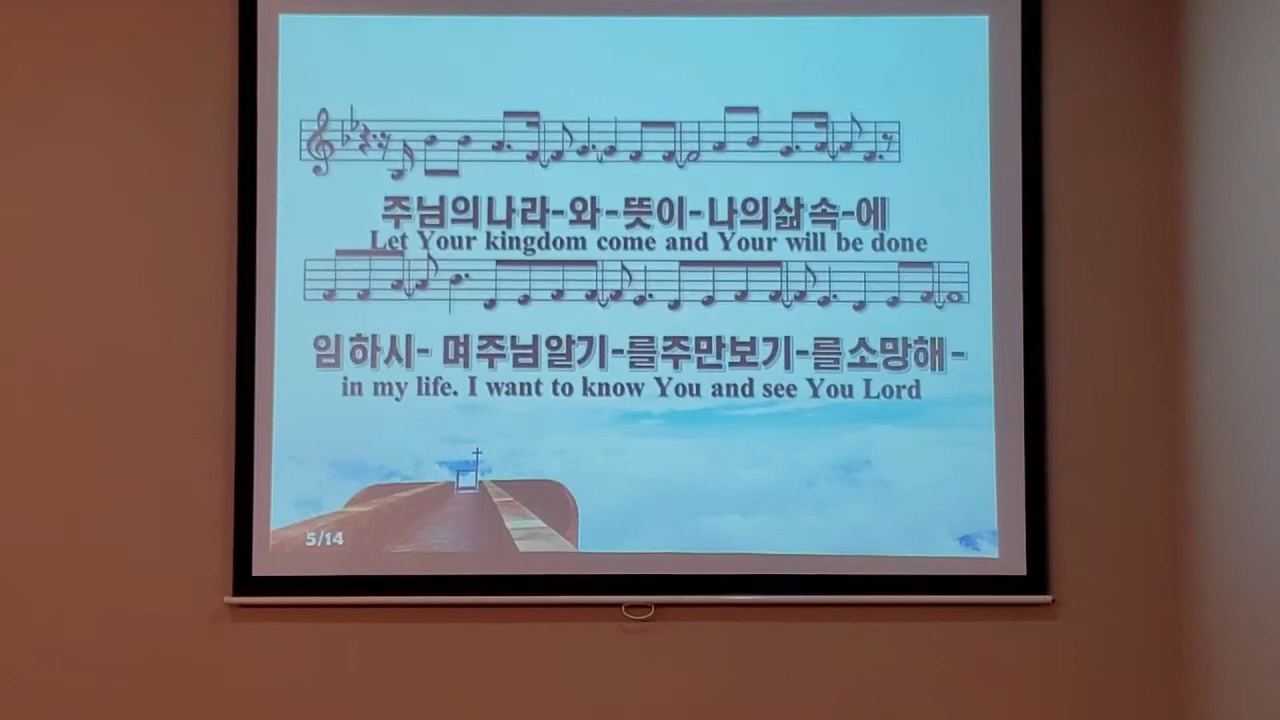 주님의나라-와-뜻이-나의삶속-에
Let Your kingdom come and Your will be done
임하시- 며주님알기-를주만보기-를소망해-
in my life. I want to know You and see You Lord
5/14